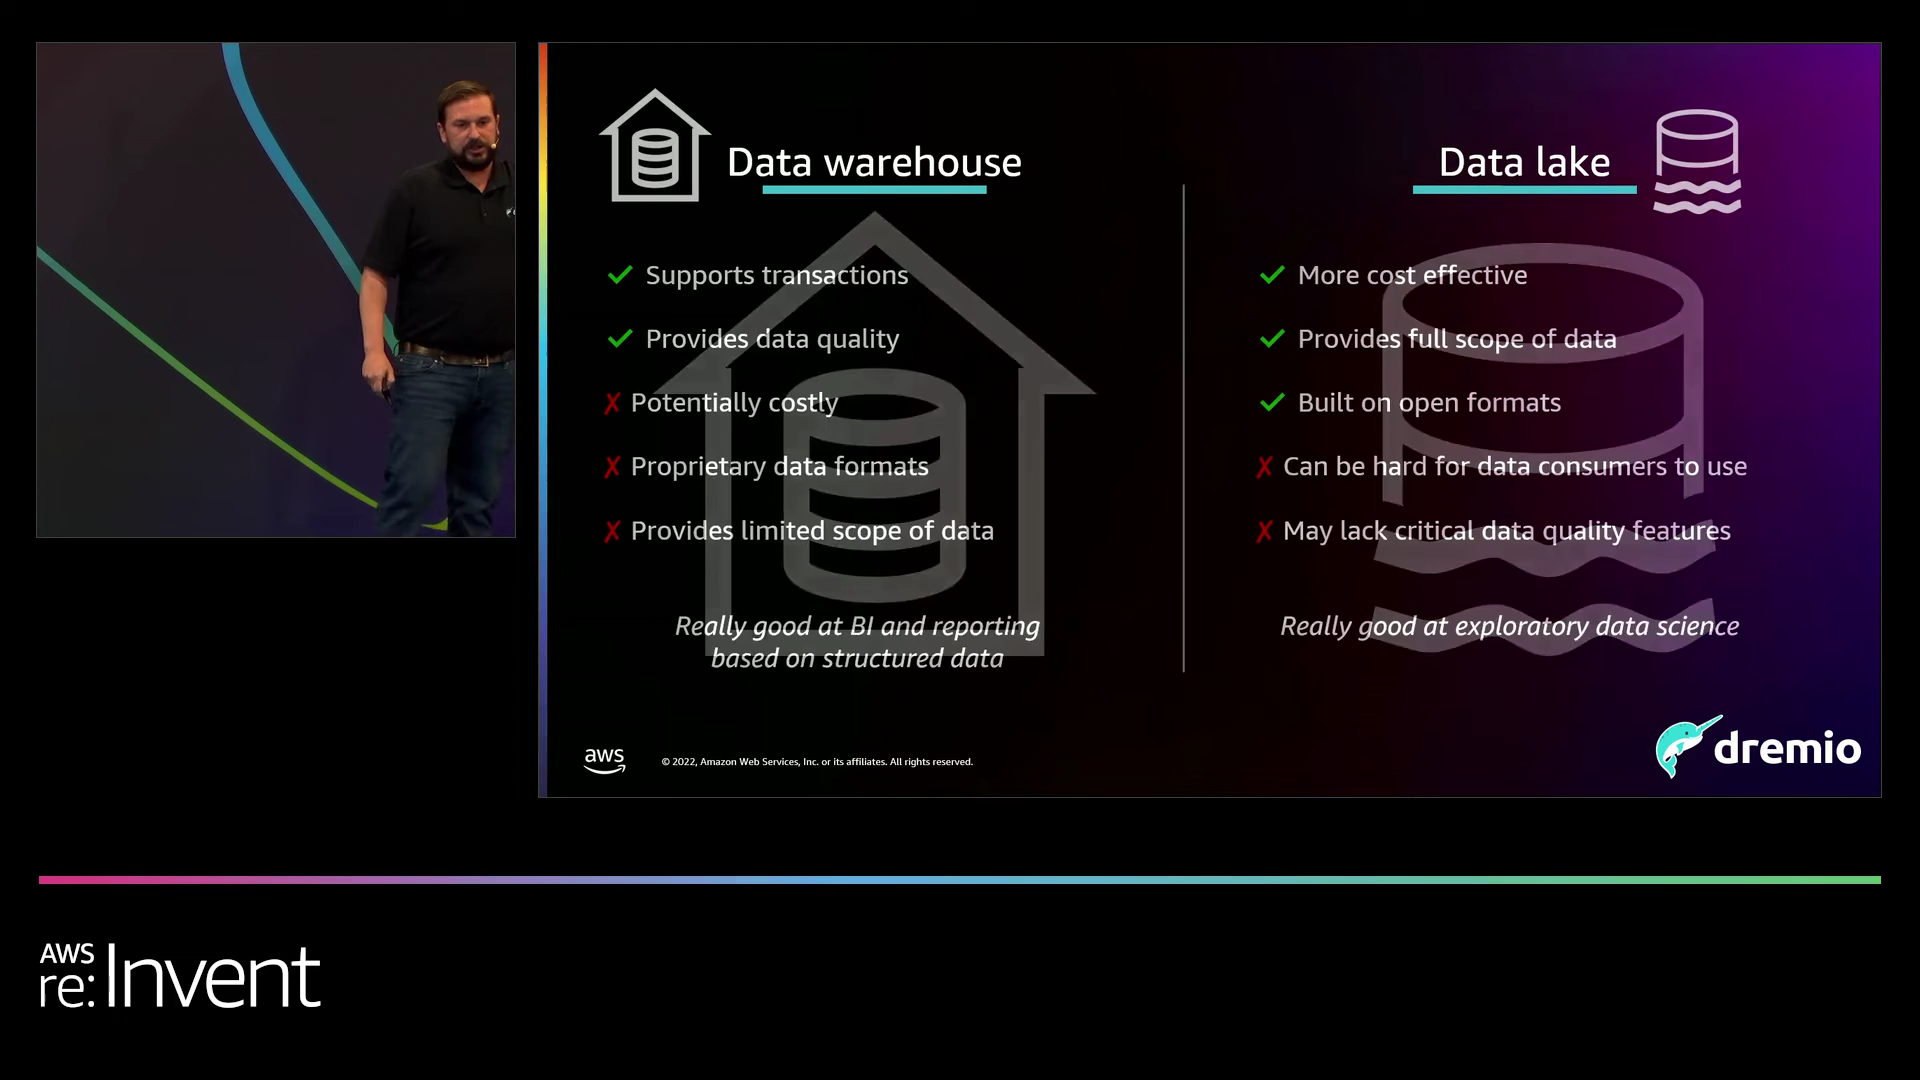 Data warehouse
Supports transactions
Provides data quality
Potentially costly
Proprietary data formats
Provides limited scope of data
Really good at BI and reporting
based on structured data
Data lake
More cost effective
Provides full scope of data
Built on open formats
Can be hard for data consumers to use
May lack critical data quality features
Really good at exploratory data science
aws
© 2022, Amazon Web Services, Inc. or its affiliates. All rights reserved.
dremio
AWS
re:Invent